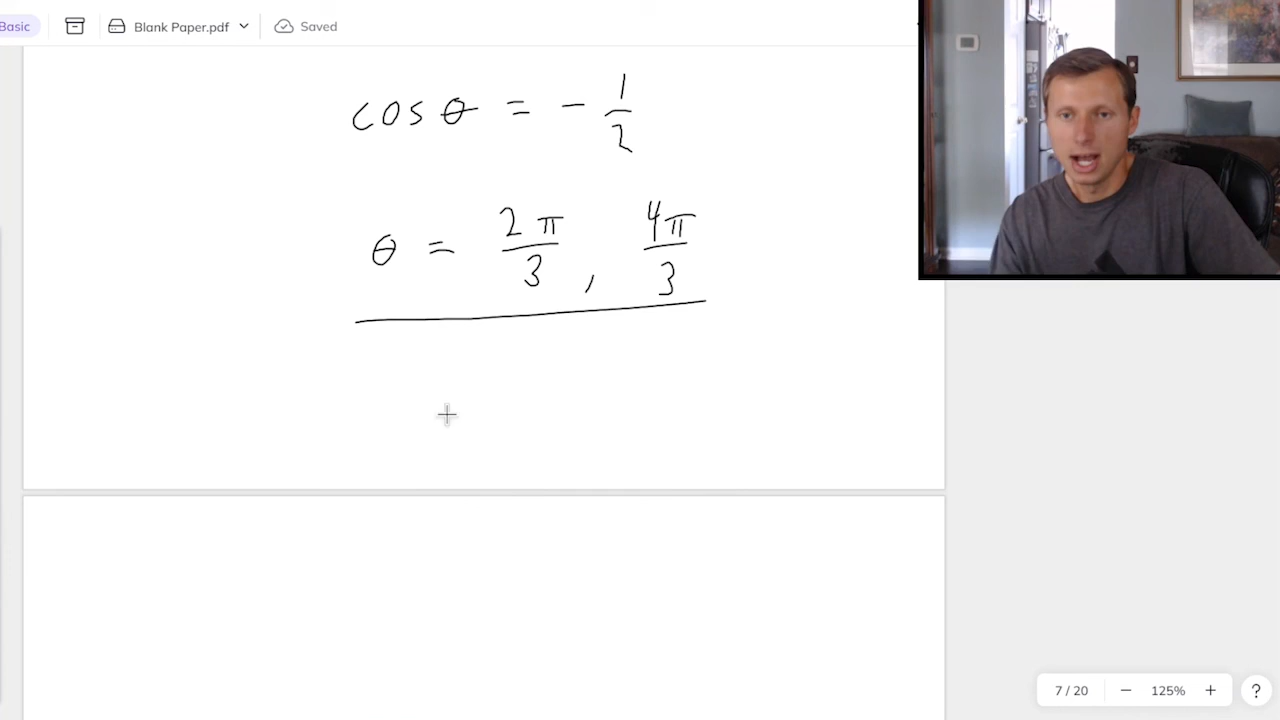 Basic Blank Paper.pdf Saved
cos θ = - 1/2
θ = 2π/3 , 4π/3
7 / 20 − 125% + ?